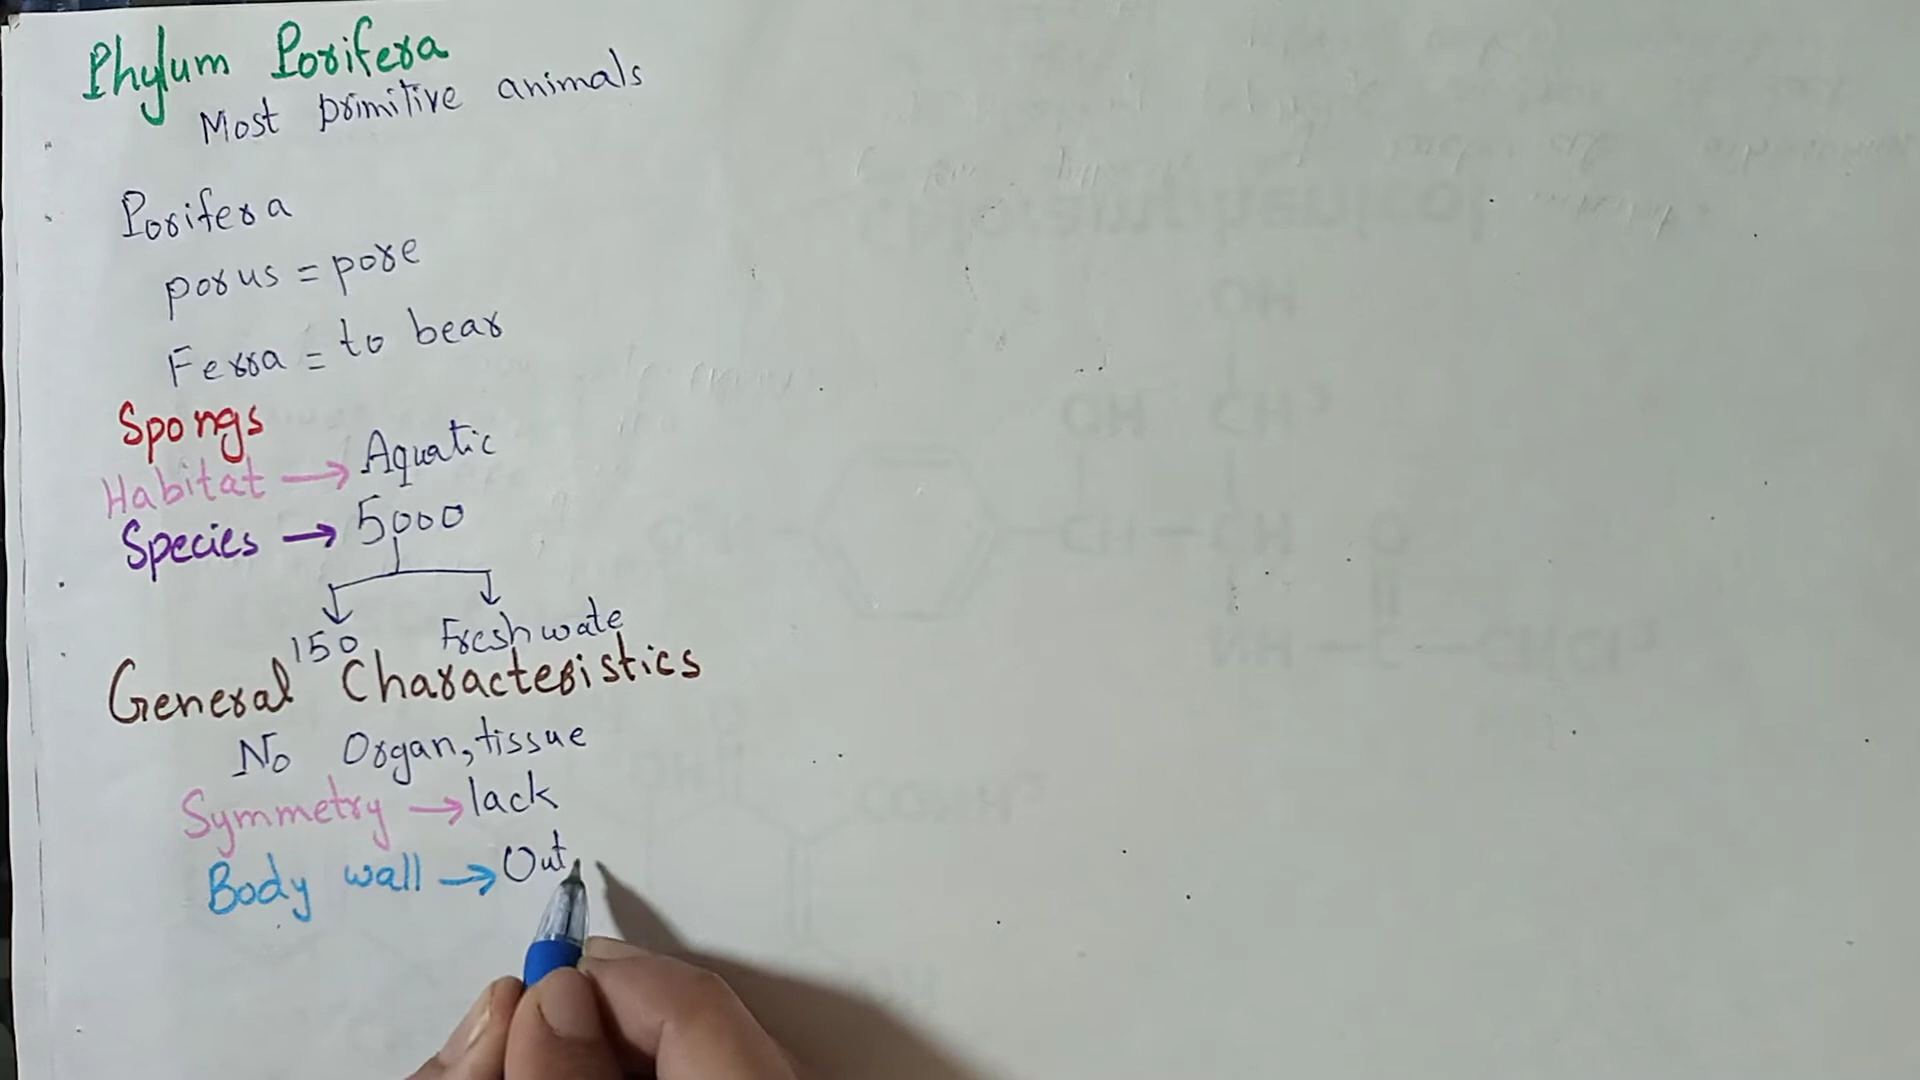 Phylum Porifera
Most primitive animals
Porifera
porus = pore
Ferra = to bear
Spongs
Habitat → Aquatic
Species → 5000
150 Freshwate
General Characteristics
No Organ, tissue
Symmetry → lack
Body wall → Out